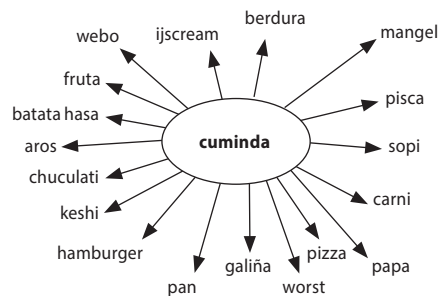 berdura
ijscream
webo
mangel
fruta
pisca
batata hasa
cuminda
aros
sopi
chuculati
carni
keshi
hamburger
pizza
galiña
papa
pan
worst